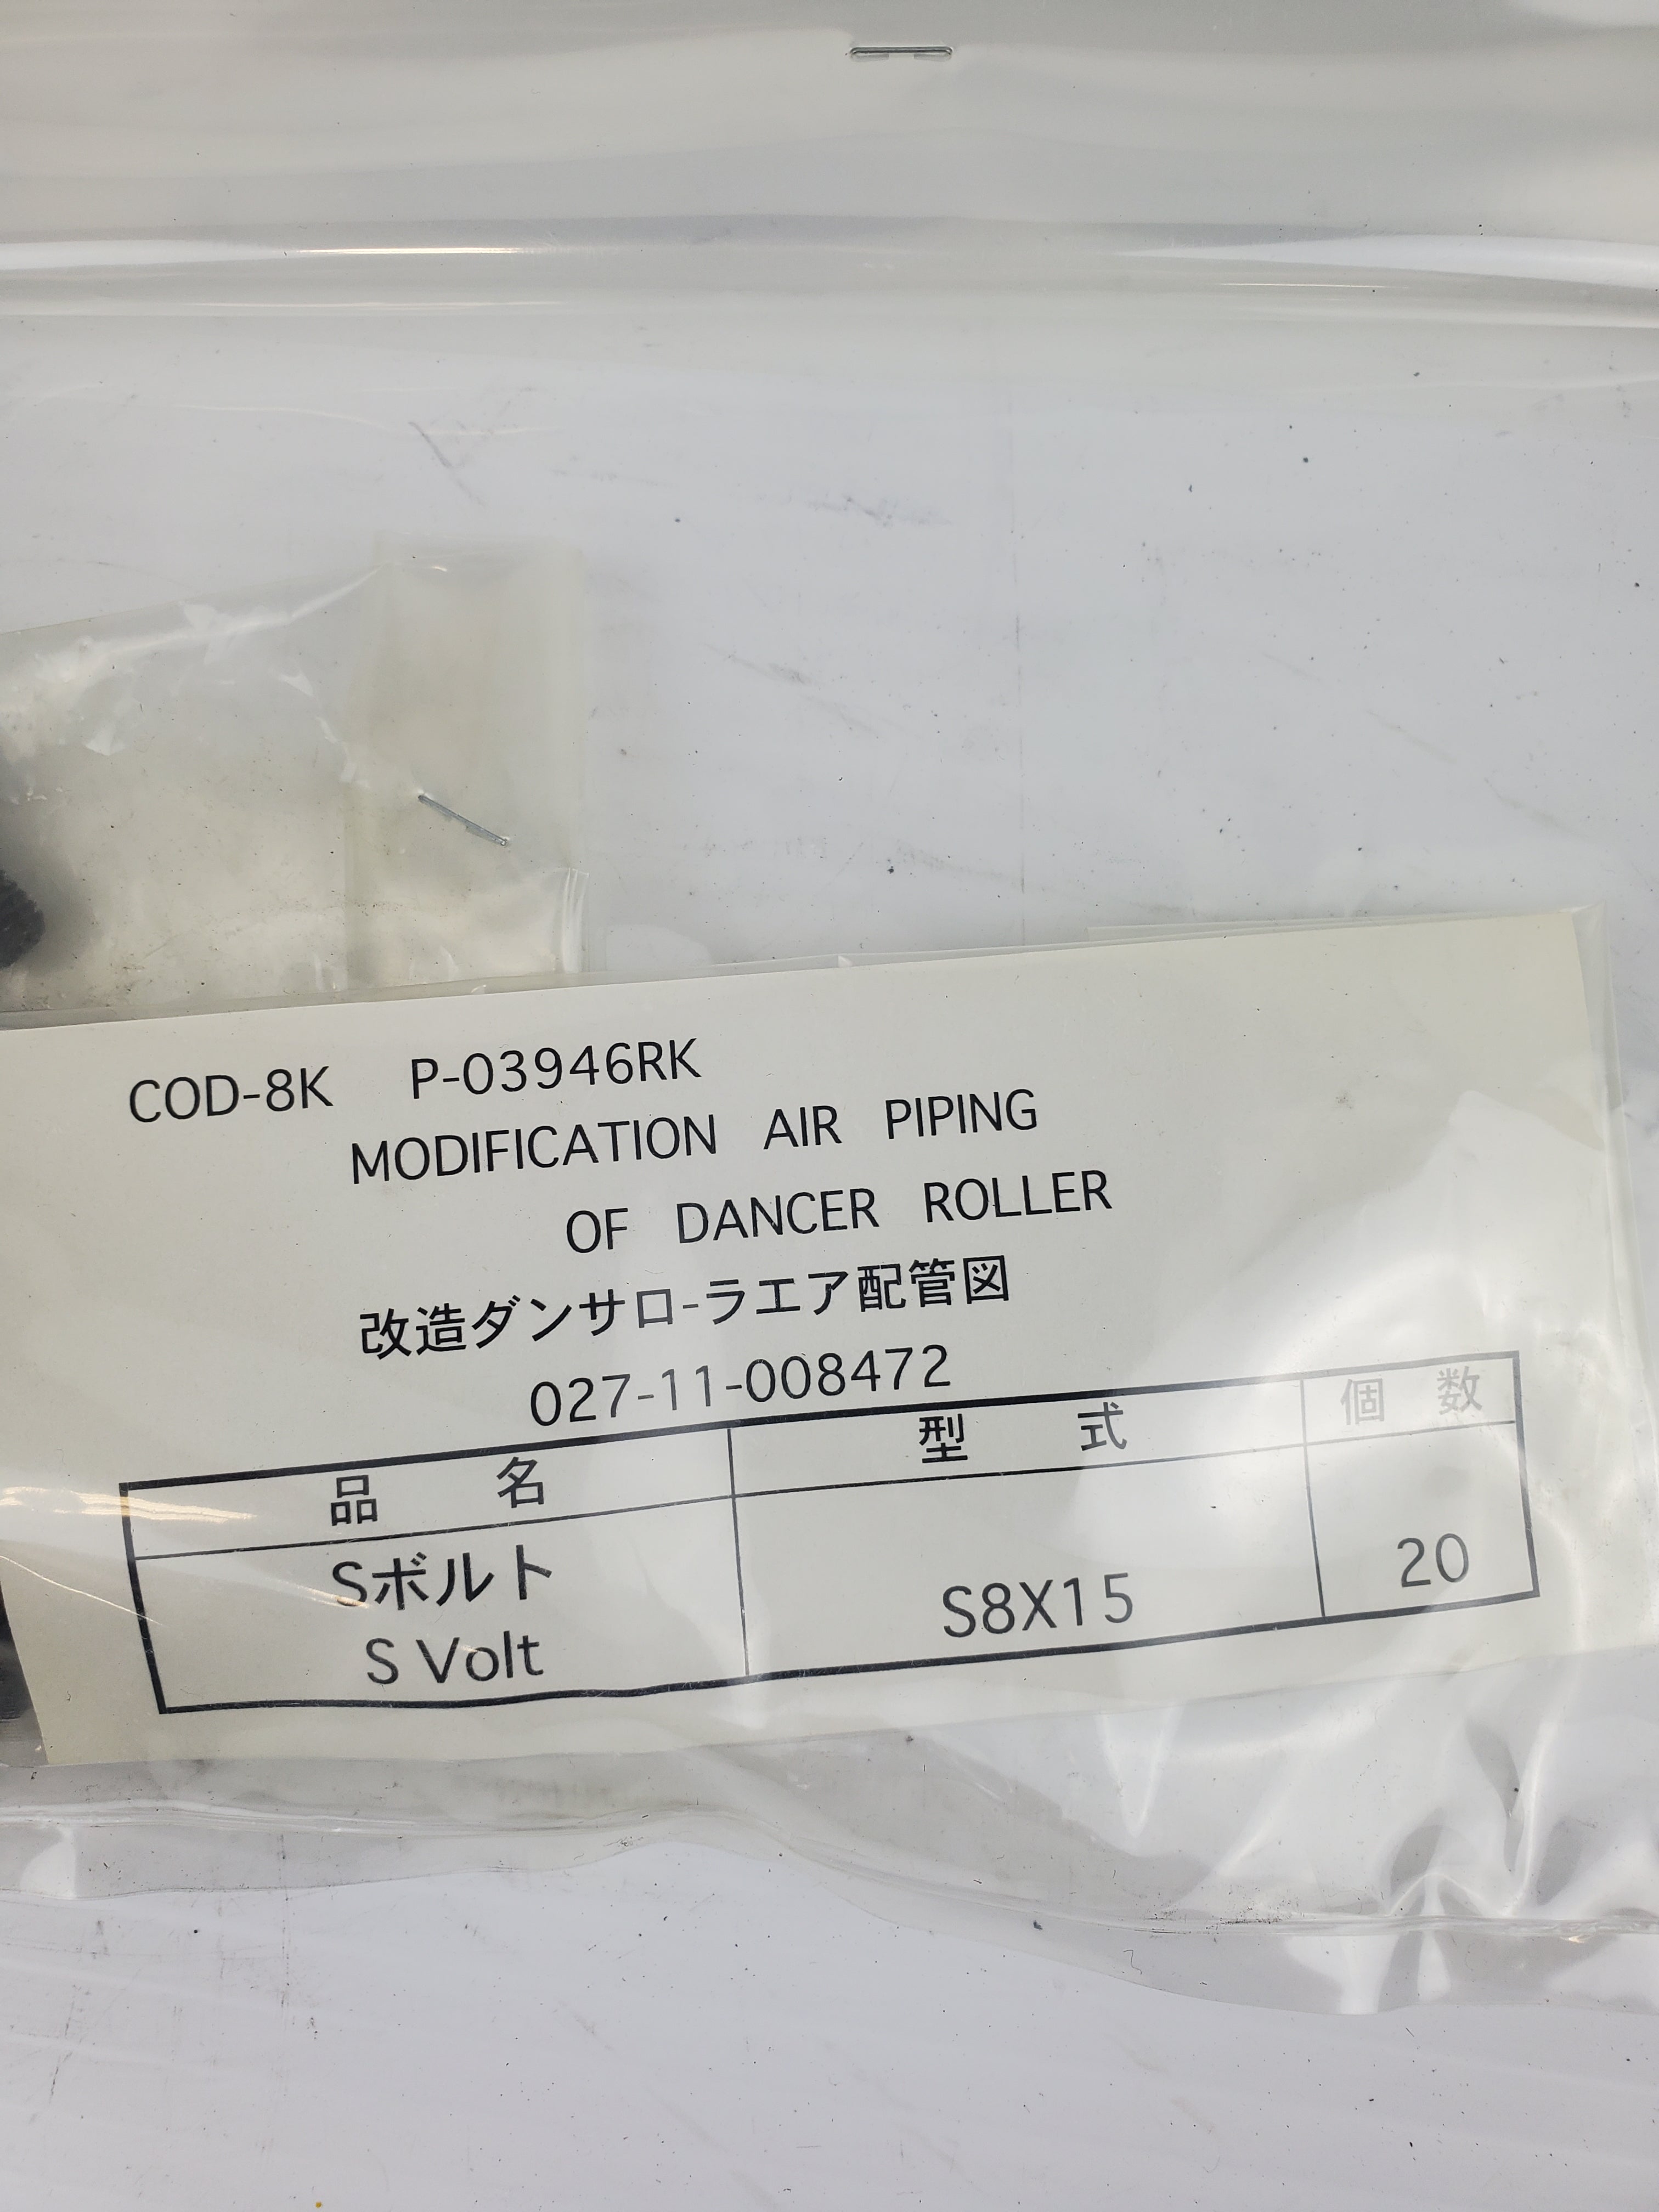 COD-8K P-03946RK
MODIFICATION AIR PIPING
OF DANCER ROLLER
改造ダンサロ-ラエア配管図
027-11-008472
品 名 型 式 個 数
Sボルト
S Volt S8X15 20